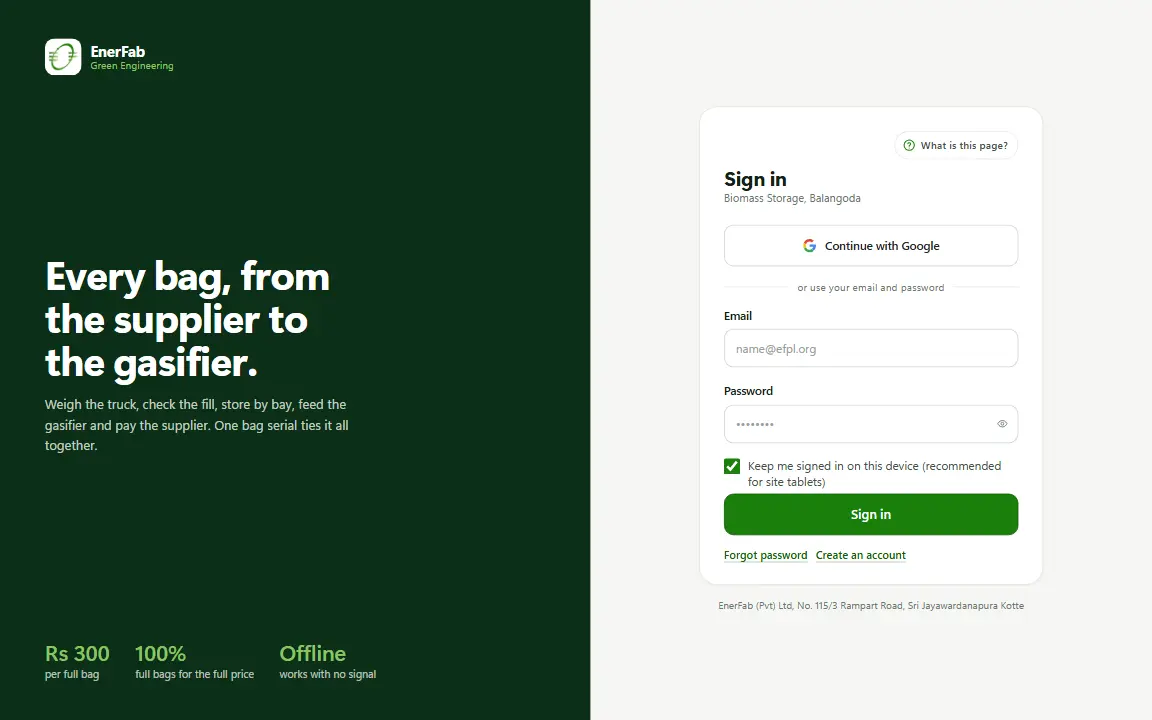 EnerFab
Green Engineering
Every bag, from
the supplier to
the gasifier.
Weigh the truck, check the fill, store by bay, feed the
gasifier and pay the supplier. One bag serial ties it all
together.
Rs 300
per full bag
100%
full bags for the full price
Offline
works with no signal
What is this page?
Sign in
Biomass Storage, Balangoda
Continue with Google
or use your email and password
Email
name@efpl.org
Password
••••••••
Keep me signed in on this device (recommended
for site tablets)
Sign in
Forgot password Create an account
EnerFab (Pvt) Ltd, No. 115/3 Rampart Road, Sri Jayawardanapura Kotte